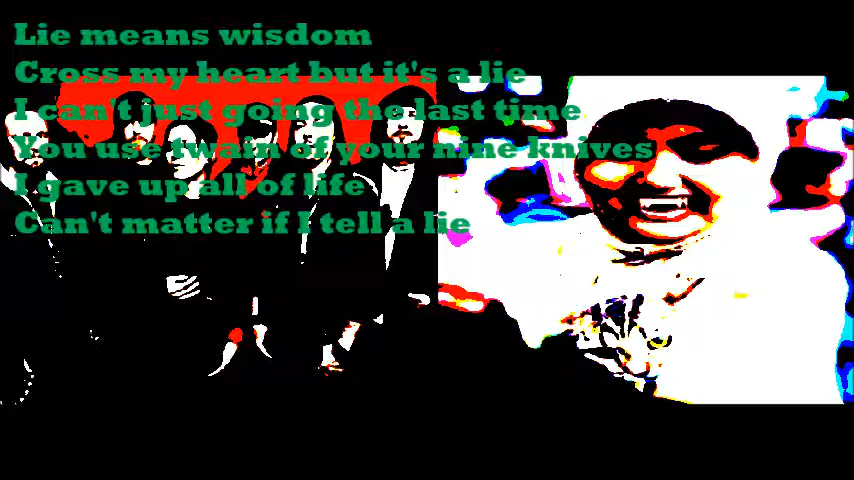 Lie means wisdom
Cross my heart but it's a lie
I can't just going the last time
You use twain of your nine knives
I gave up all of life
Can't matter if I tell a lie